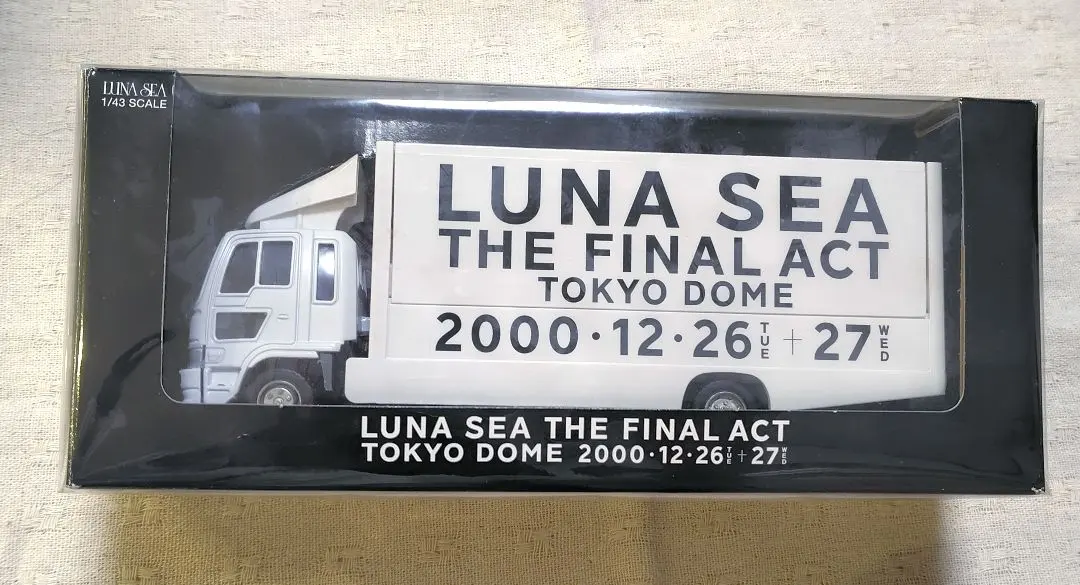 LUNA SEA
1/43 SCALE
LUNA SEA
THE FINAL ACT
TOKYO DOME
2000・12・26 TUE + 27 WED
LUNA SEA THE FINAL ACT
TOKYO DOME 2000・12・26 TUE + 27 WED